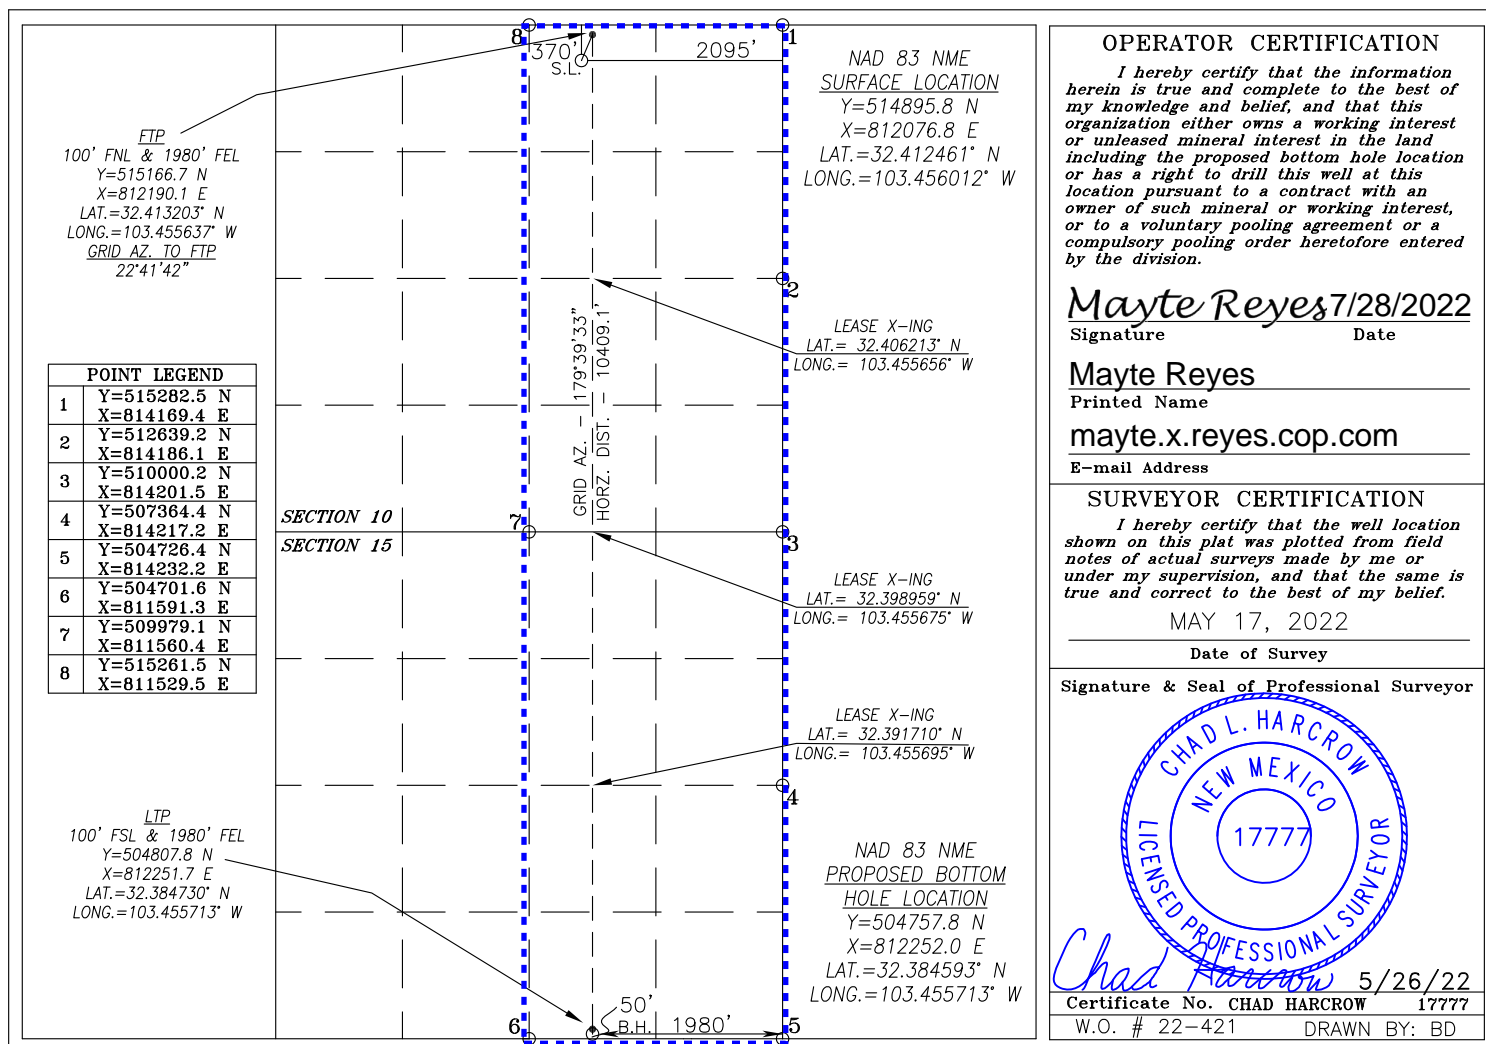 8
1
370'
S.L.
2095'
FTP
100' FNL & 1980' FEL
Y=515166.7 N
X=812190.1 E
LAT.=32.413203° N
LONG.=103.455637° W
GRID AZ. TO FTP
22°41'42"
NAD 83 NME
SURFACE LOCATION
Y=514895.8 N
X=812076.8 E
LAT.=32.412461° N
LONG.=103.456012° W
2
LEASE X-ING
LAT.= 32.406213° N
LONG.= 103.455656° W
GRID AZ. - 179°39'33"
HORZ. DIST. - 10409.1'
POINT LEGEND
1 Y=515282.5 N
X=814169.4 E
2 Y=512639.2 N
X=814186.1 E
3 Y=510000.2 N
X=814201.5 E
4 Y=507364.4 N
X=814217.2 E
5 Y=504726.4 N
X=814232.2 E
6 Y=504701.6 N
X=811591.3 E
7 Y=509979.1 N
X=811560.4 E
8 Y=515261.5 N
X=811529.5 E
SECTION 10
SECTION 15
7
3
LEASE X-ING
LAT.= 32.398959° N
LONG.= 103.455675° W
LEASE X-ING
LAT.= 32.391710° N
LONG.= 103.455695° W
4
LTP
100' FSL & 1980' FEL
Y=504807.8 N
X=812251.7 E
LAT.=32.384730° N
LONG.=103.455713° W
NAD 83 NME
PROPOSED BOTTOM
HOLE LOCATION
Y=504757.8 N
X=812252.0 E
LAT.=32.384593° N
LONG.=103.455713° W
6
50'
B.H.
1980'
5
OPERATOR CERTIFICATION
I hereby certify that the information
herein is true and complete to the best of
my knowledge and belief, and that this
organization either owns a working interest
or unleased mineral interest in the land
including the proposed bottom hole location
or has a right to drill this well at this
location pursuant to a contract with an
owner of such mineral or working interest,
or to a voluntary pooling agreement or a
compulsory pooling order heretofore entered
by the division.
Mayte Reyes 7/28/2022
Signature Date
Mayte Reyes
Printed Name
mayte.x.reyes.cop.com
E-mail Address
SURVEYOR CERTIFICATION
I hereby certify that the well location
shown on this plat was plotted from field
notes of actual surveys made by me or
under my supervision, and that the same is
true and correct to the best of my belief.
MAY 17, 2022
Date of Survey
Signature & Seal of Professional Surveyor
CHAD L. HARCROW
NEW MEXICO
17777
LICENSED PROFESSIONAL SURVEYOR
Chad Harcrow 5/26/22
Certificate No. CHAD HARCROW 17777
W.O. # 22-421 DRAWN BY: BD